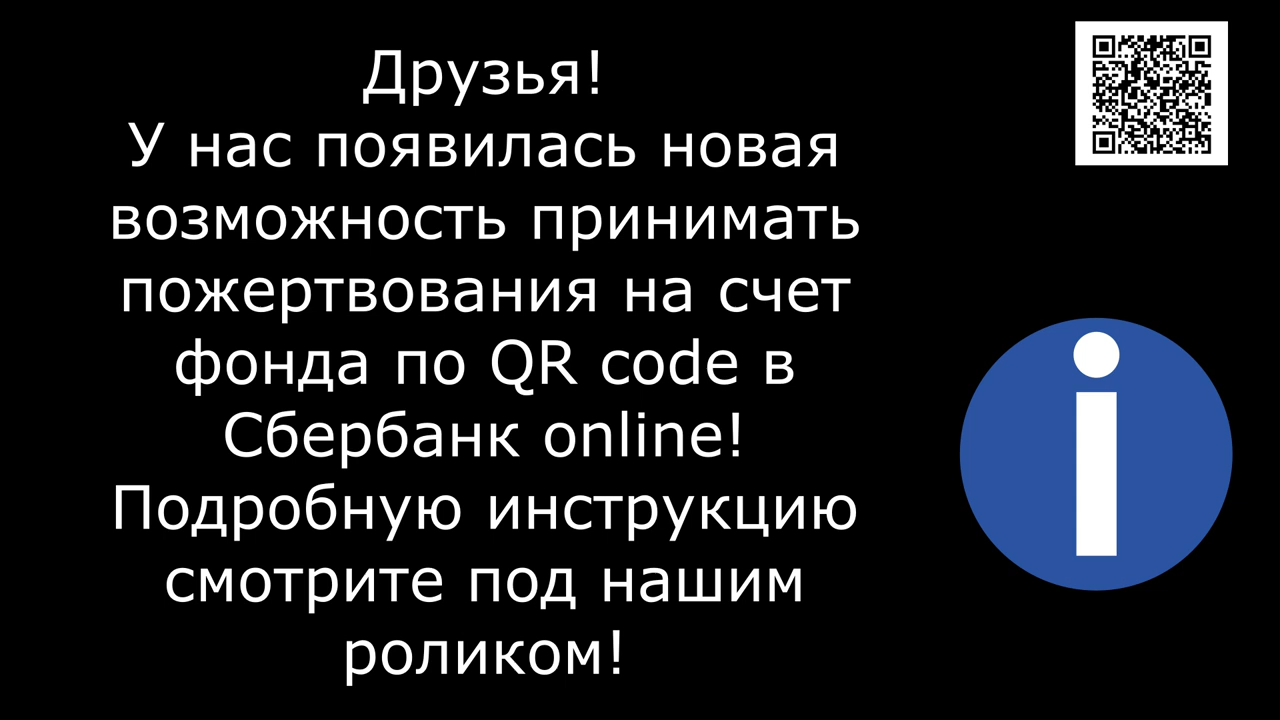 Друзья!
У нас появилась новая
возможность принимать
пожертвования на счет
фонда по QR code в
Сбербанк online!
Подробную инструкцию
смотрите под нашим
роликом!
i